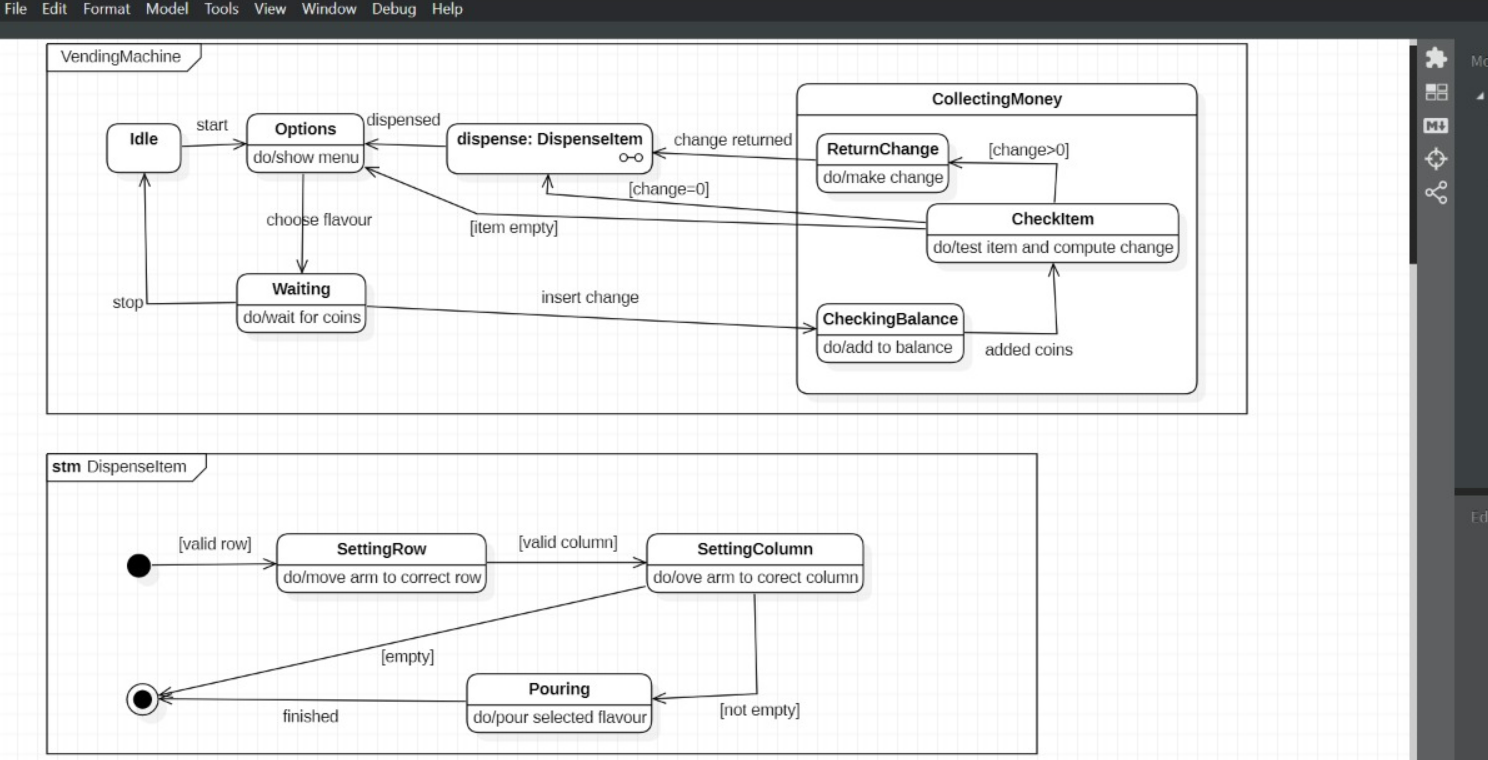 File Edit Format Model Tools View Window Debug Help
VendingMachine
CollectingMoney
Idle
start
Options
do/show menu
dispensed
dispense: DispenseItem
change returned
ReturnChange
do/make change
[change>0]
[change=0]
CheckItem
do/test item and compute change
choose flavour
[item empty]
stop
Waiting
do/wait for coins
insert change
CheckingBalance
do/add to balance
added coins
stm DispenseItem
[valid row]
SettingRow
do/move arm to correct row
[valid column]
SettingColumn
do/ove arm to corect column
[empty]
Pouring
do/pour selected flavour
[not empty]
finished
M
Mo
Ed